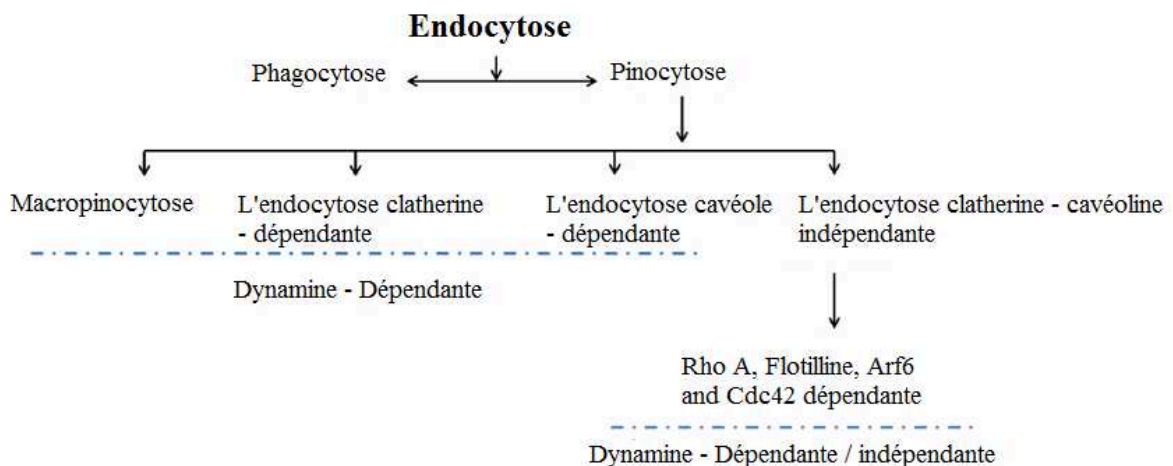 Endocytose
Phagocytose
Pinocytose
Macropinocytose
L'endocytose clatherine
- dépendante
L'endocytose cavéole
- dépendante
L'endocytose clatherine - cavéoline
indépendante
Dynamine - Dépendante
Rho A, Flotilline, Arf6
and Cdc42 dépendante
Dynamine - Dépendante / indépendante